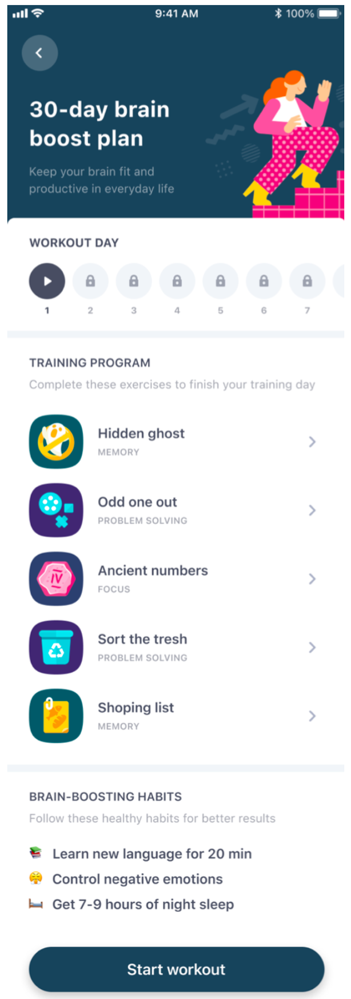 9:41 AM
100%
30-day brain
boost plan
Keep your brain fit and
productive in everyday life
WORKOUT DAY
1 2 3 4 5 6 7
TRAINING PROGRAM
Complete these exercises to finish your training day
Hidden ghost
MEMORY
Odd one out
PROBLEM SOLVING
IV
Ancient numbers
FOCUS
Sort the tresh
PROBLEM SOLVING
Shoping list
MEMORY
BRAIN-BOOSTING HABITS
Follow these healthy habits for better results
Learn new language for 20 min
Control negative emotions
Get 7-9 hours of night sleep
Start workout